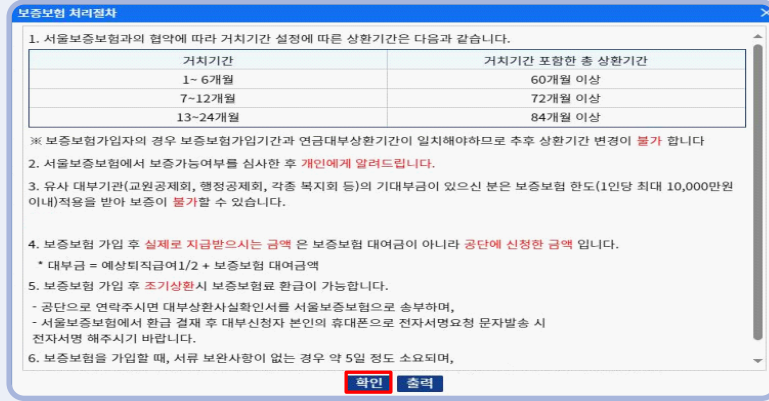 보증보험 처리절차
1. 서울보증보험과의 협약에 따라 거치기간 설정에 따른 상환기간은 다음과 같습니다.
거치기간 거치기간 포함한 총 상환기간
1~ 6개월 60개월 이상
7~12개월 72개월 이상
13~24개월 84개월 이상
※ 보증보험가입자의 경우 보증보험가입기간과 연금대부상환기간이 일치해야하므로 추후 상환기간 변경이 불가 합니다
2. 서울보증보험에서 보증가능여부를 심사한 후 개인에게 알려드립니다.
3. 유사 대부기관(교원공제회, 행정공제회, 각종 복지회 등)의 기대부금이 있으신 분은 보증보험 한도(1인당 최대 10,000만원
이내)적용을 받아 보증이 불가할 수 있습니다.
4. 보증보험 가입 후 실제로 지급받으시는 금액 은 보증보험 대여금이 아니라 공단에 신청한 금액 입니다.
* 대부금 = 예상퇴직급여1/2 + 보증보험 대여금액
5. 보증보험 가입 후 조기상환시 보증보험료 환급이 가능합니다.
- 공단으로 연락주시면 대부상환사실확인서를 서울보증보험으로 송부하며,
- 서울보증보험에서 환급 결재 후 대부신청자 본인의 휴대폰으로 전자서명요청 문자발송 시
전자서명 해주시기 바랍니다.
6. 보증보험을 가입할 때, 서류 보완사항이 없는 경우 약 5일 정도 소요되며,
확인 출력